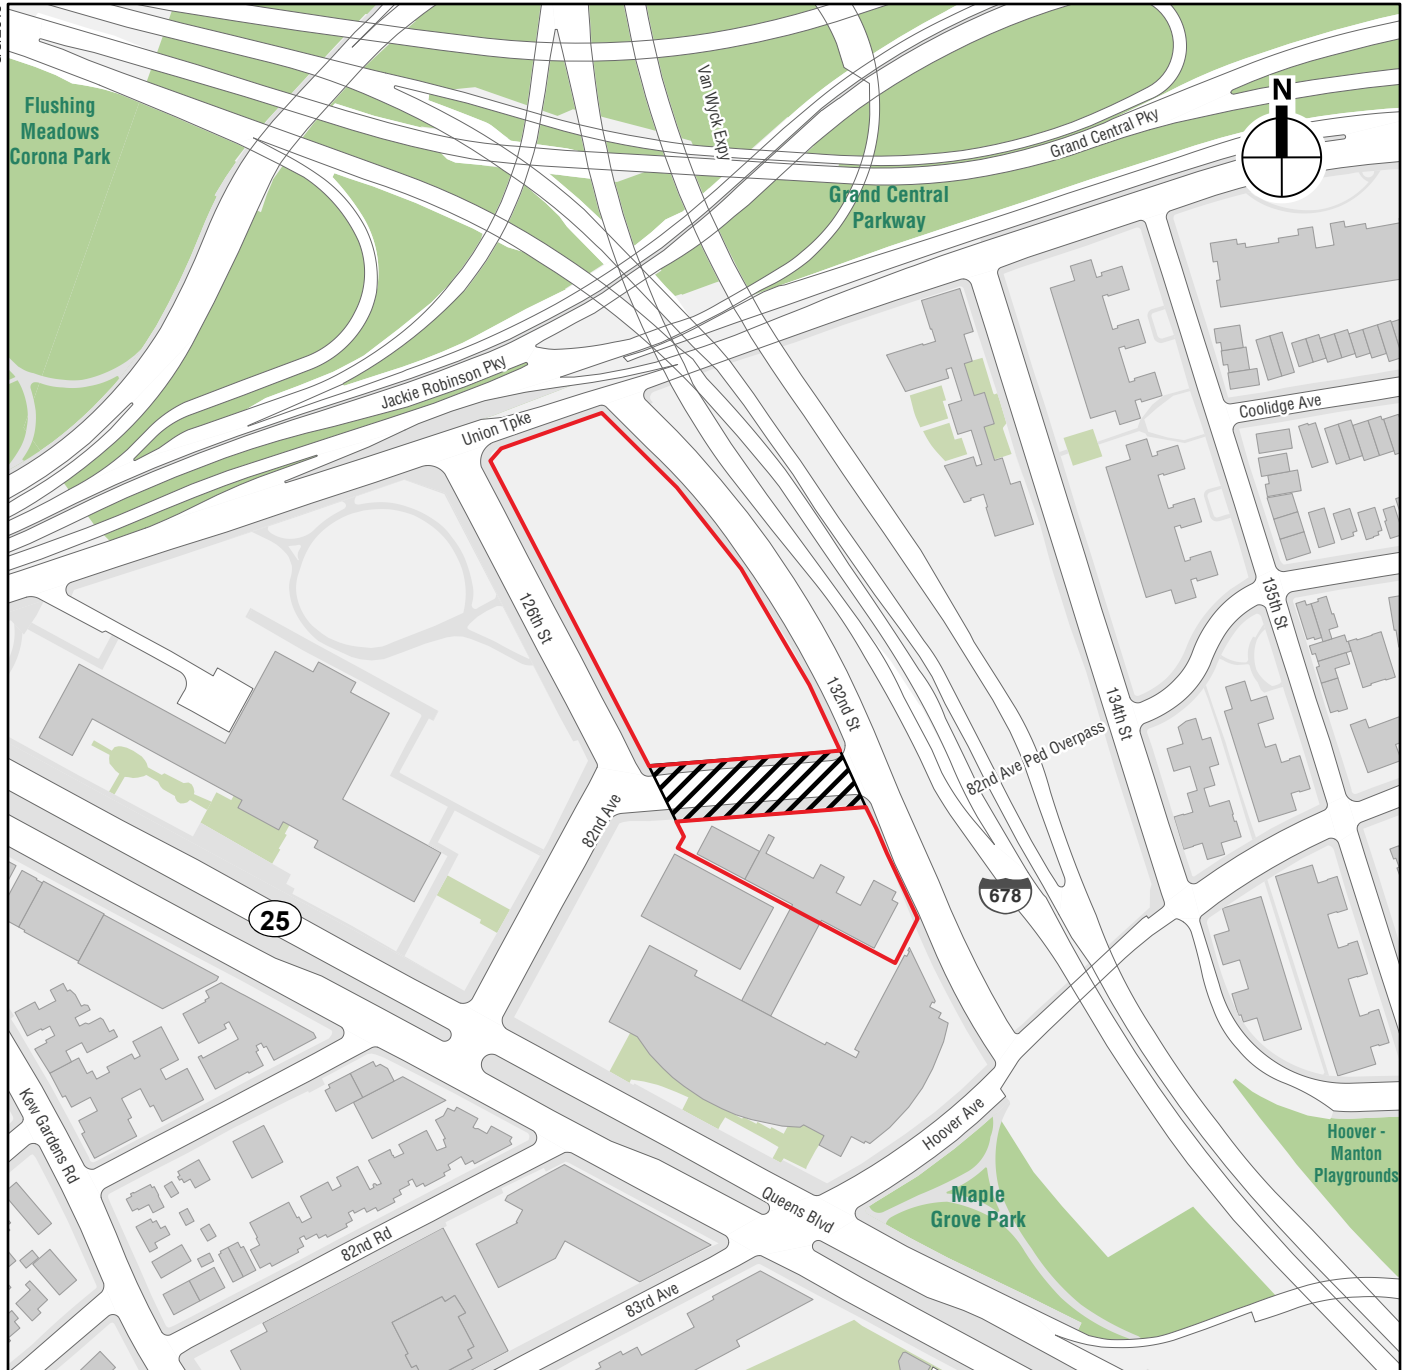 Flushing
Meadows
Corona Park
Van Wyck Expy
N
Grand Central Pky
Grand Central
Parkway
Jackie Robinson Pky
Union Tpke
Coolidge Ave
126th St
132nd St
135th St
134th St
82nd Ave Ped Overpass
82nd Ave
678
25
Kew Gardens Rd
Hoover Ave
Hoover -
Manton
Playgrounds
Maple
Grove Park
Queens Blvd
82nd Rd
83rd Ave